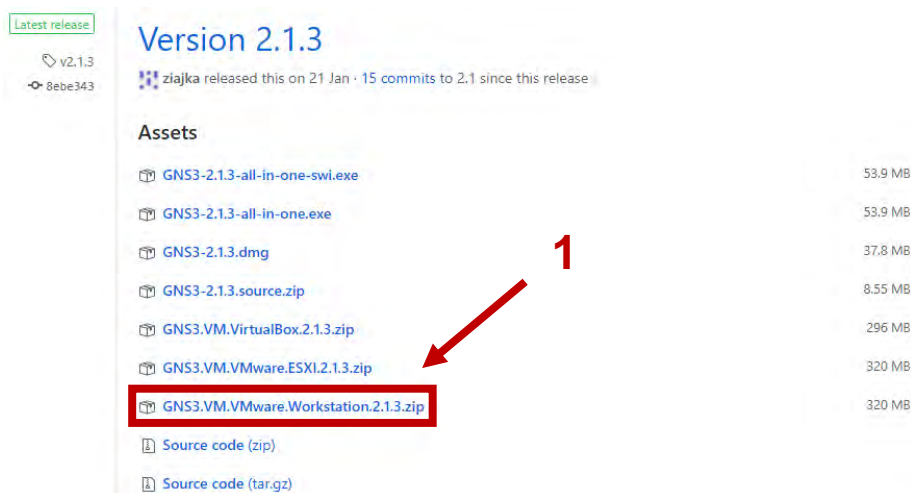 Latest release
v2.1.3
8ebe343
Version 2.1.3
ziajka released this on 21 Jan · 15 commits to 2.1 since this release
Assets
GNS3-2.1.3-all-in-one-swi.exe 53.9 MB
GNS3-2.1.3-all-in-one.exe 53.9 MB
GNS3-2.1.3.dmg 37.8 MB
1
GNS3-2.1.3.source.zip 8.55 MB
GNS3.VM.VirtualBox.2.1.3.zip 296 MB
GNS3.VM.VMware.ESXI.2.1.3.zip 320 MB
GNS3.VM.VMware.Workstation.2.1.3.zip 320 MB
Source code (zip)
Source code (tar.gz)